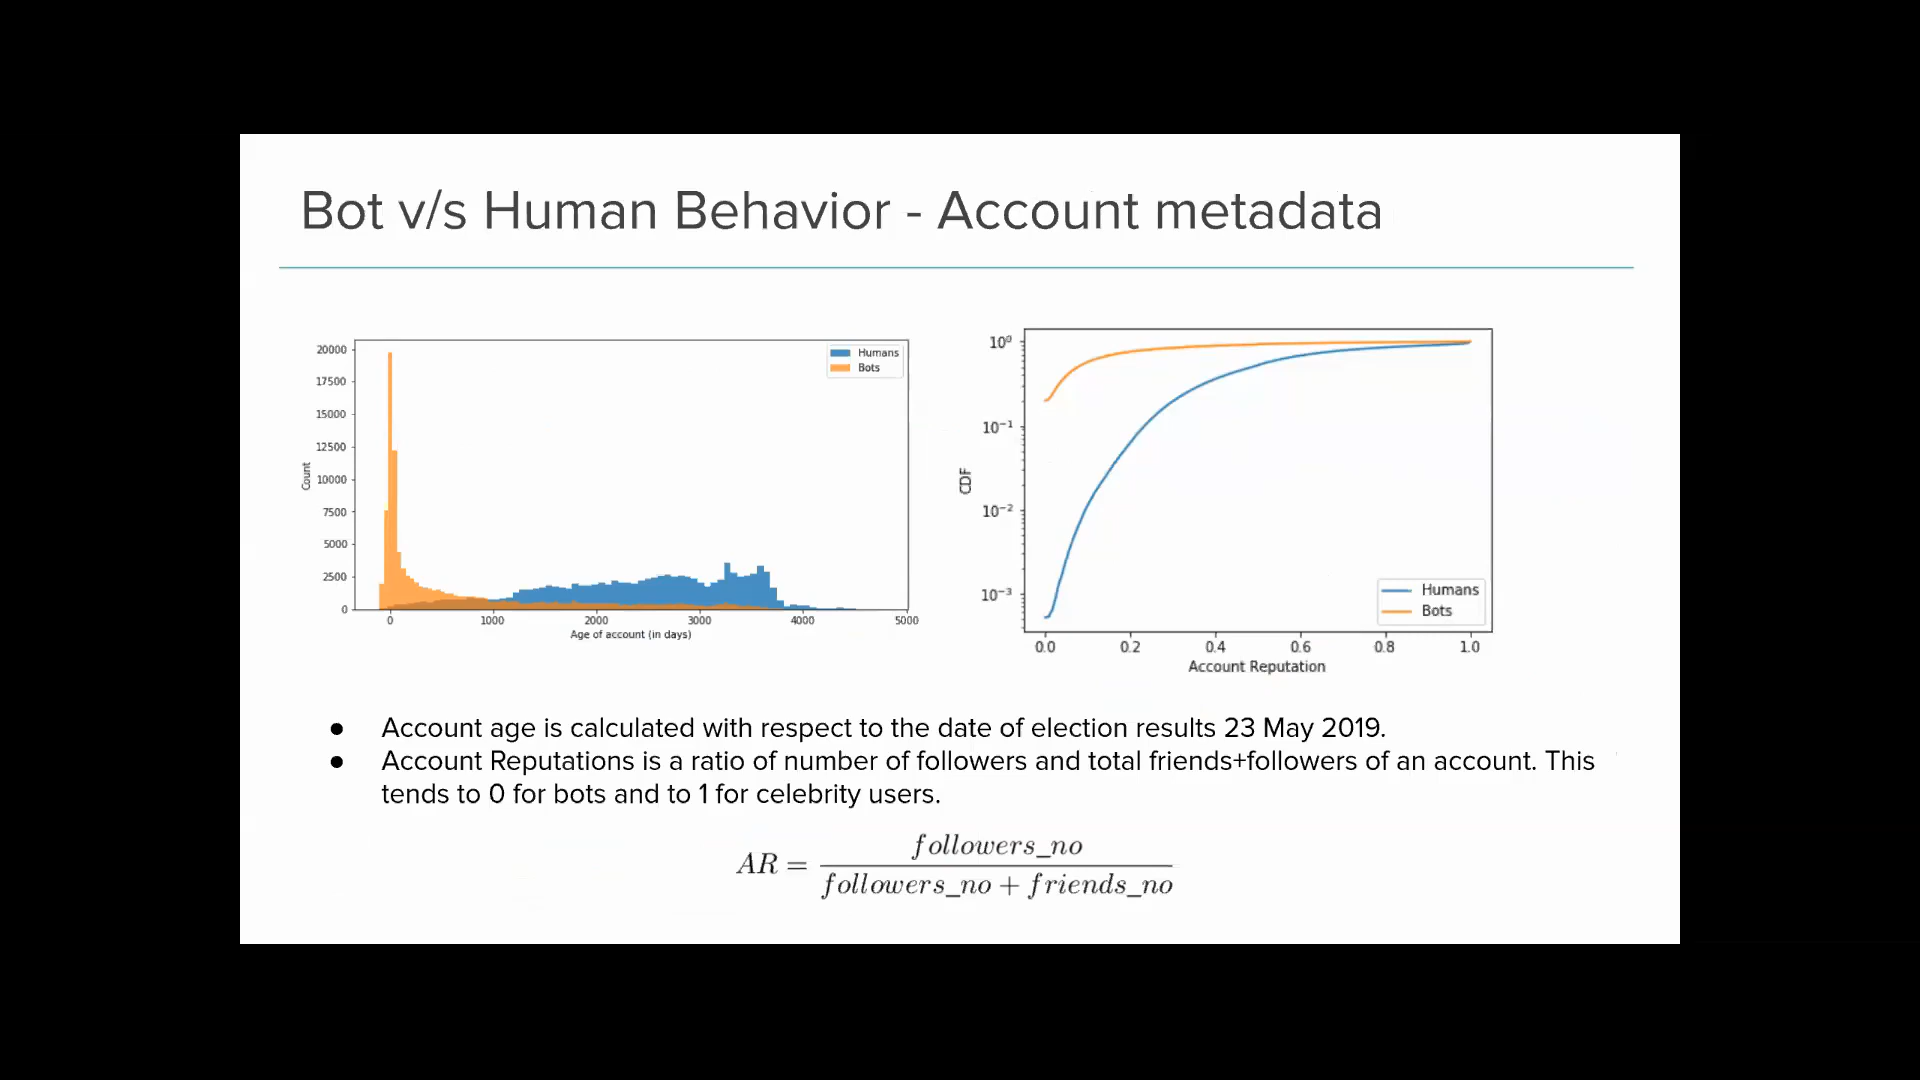 Bot v/s Human Behavior - Account metadata
20000
17500
15000
12500
10000
7500
5000
2500
0
Count
0 1000 2000 3000 4000 5000
Age of account (in days)
Humans
Bots
10⁰
10⁻¹
10⁻²
10⁻³
CDF
0.0 0.2 0.4 0.6 0.8 1.0
Account Reputation
Humans
Bots
● Account age is calculated with respect to the date of election results 23 May 2019.
● Account Reputations is a ratio of number of followers and total friends+followers of an account. This
tends to 0 for bots and to 1 for celebrity users.
AR = followers_no / followers_no + friends_no